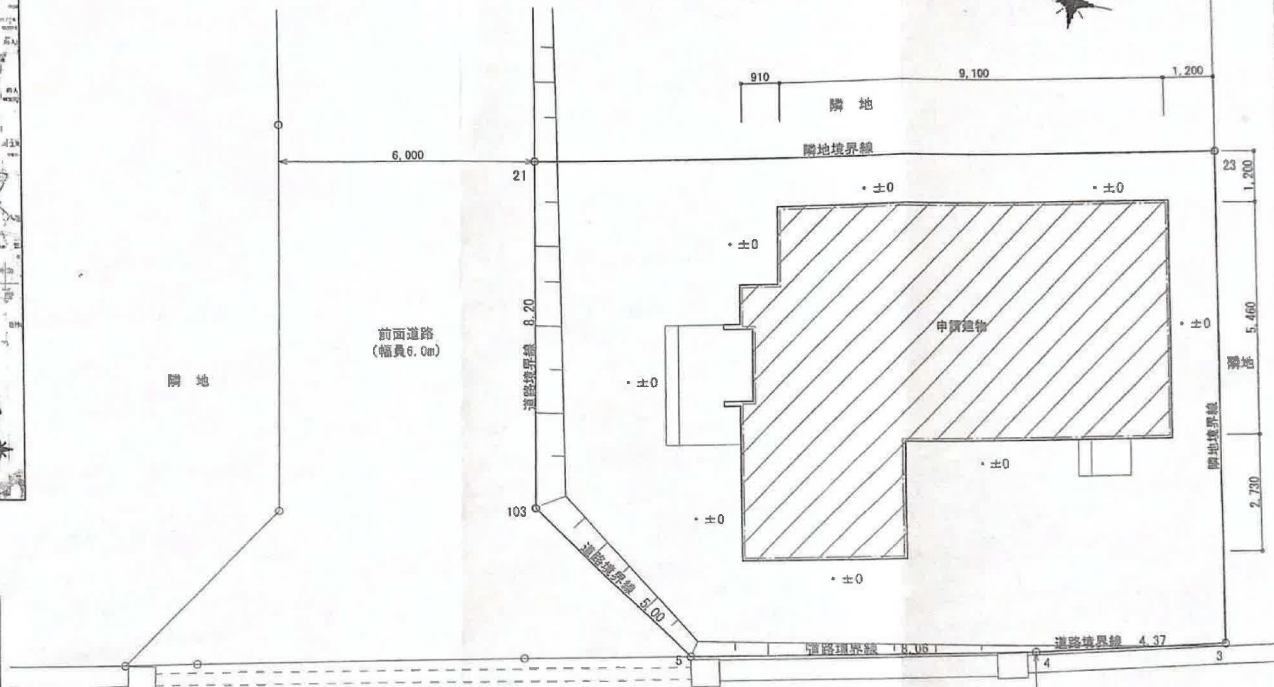 910
9,100
1,200
隣 地
6,000
隣地境界線
21
23
1,200
・±0
・±0
・±0
道路境界線 8.20
前面道路
(幅員6.0m)
申請建物
・±0
5,460
隣 地
・±0
隣地
隣地境界線
・±0
2,730
103
・±0
道路境界線 5.00
・±0
5
道路境界線 8.06
道路境界線 4.37
4
3